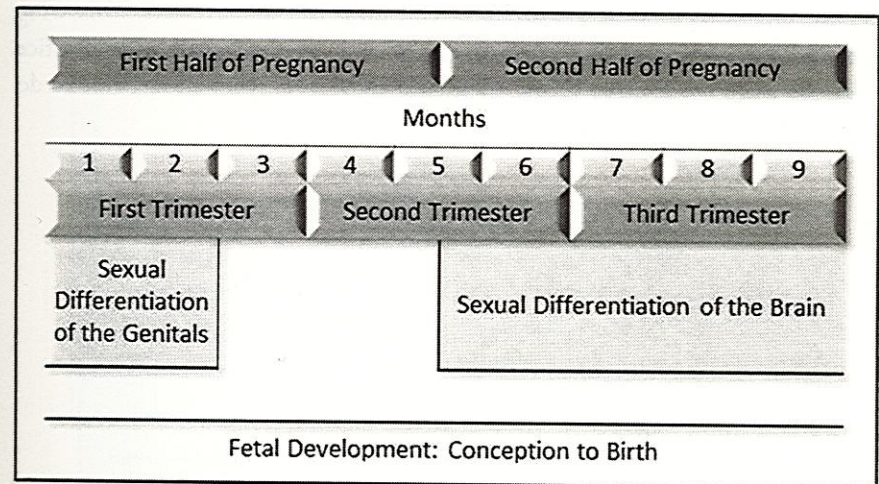 First Half of Pregnancy Second Half of Pregnancy
Months
1 2 3 4 5 6 7 8 9
First Trimester Second Trimester Third Trimester
Sexual
Differentiation
of the Genitals
Sexual Differentiation of the Brain
Fetal Development: Conception to Birth